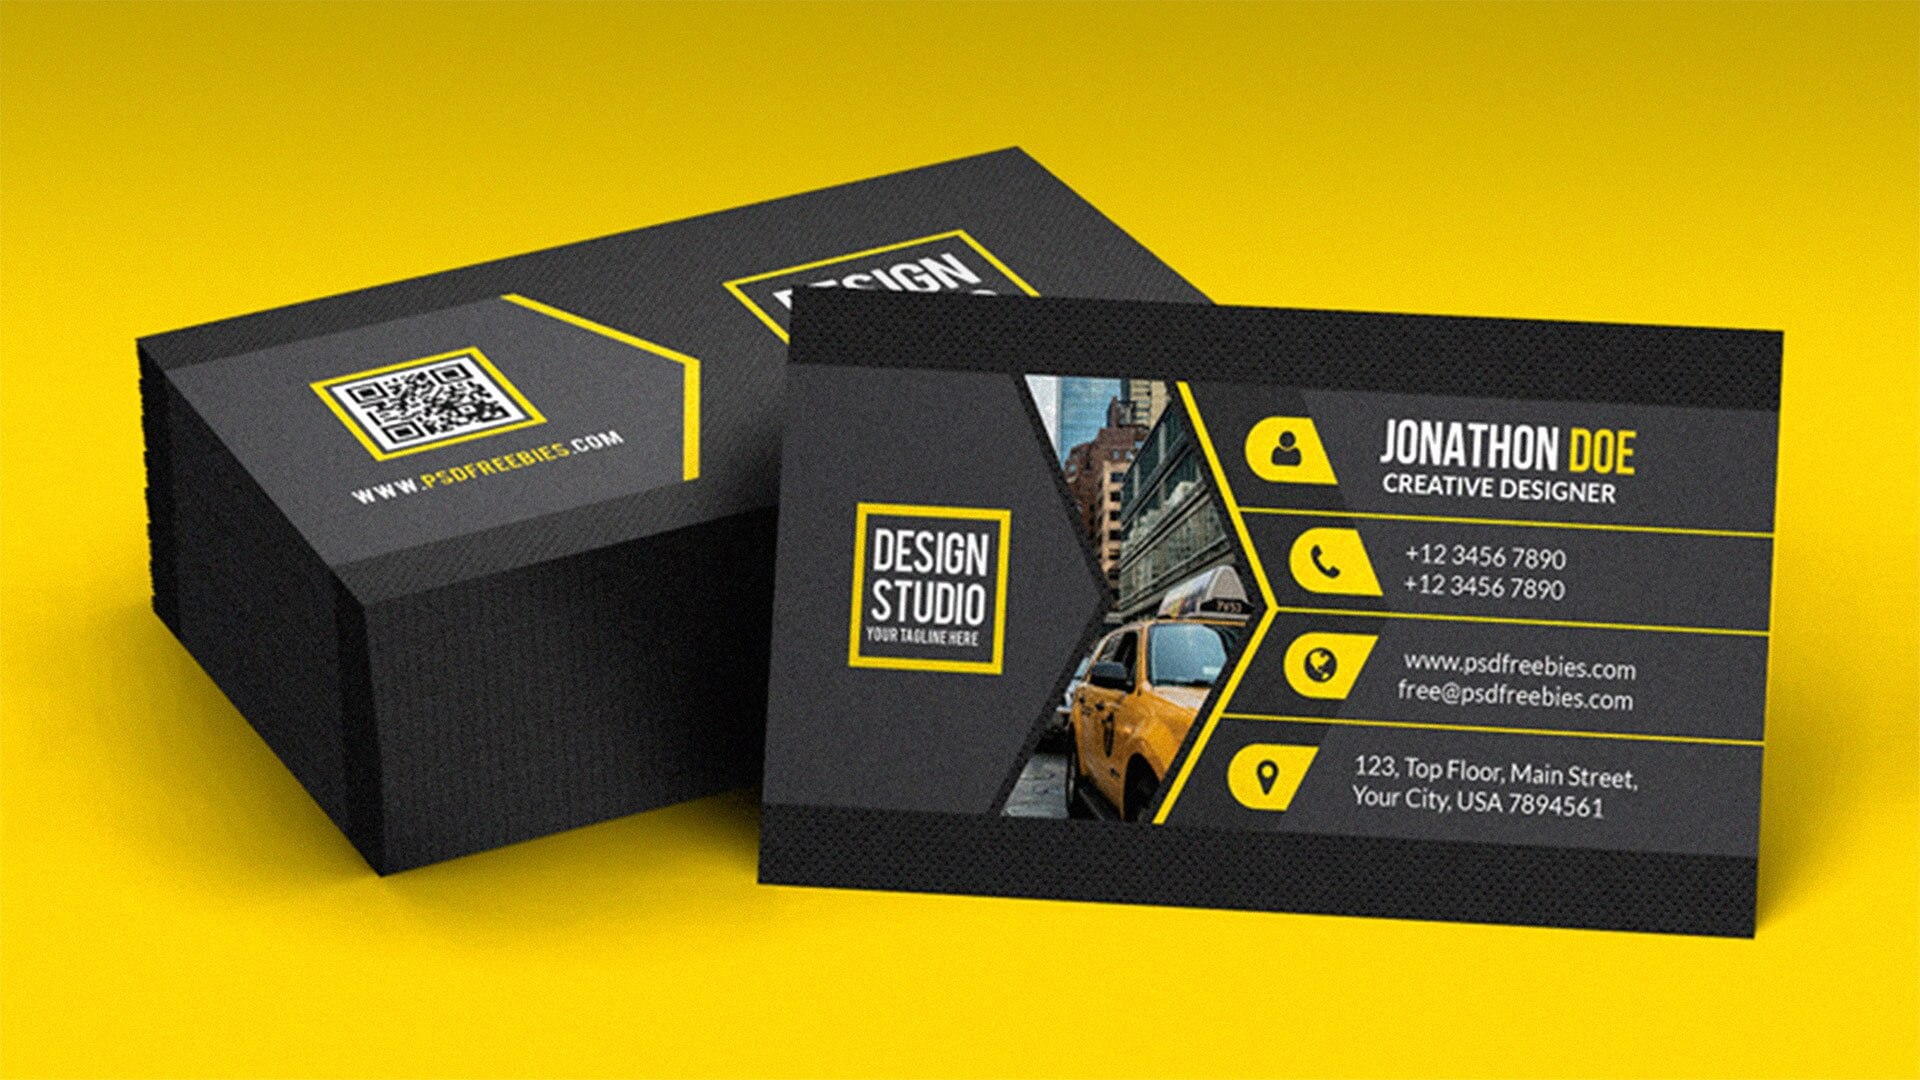 DESIGN
WWW.PSDFREEBIES.COM
DESIGN
STUDIO
YOUR TAGLINE HERE
7V53
JONATHON DOE
CREATIVE DESIGNER
+12 3456 7890
+12 3456 7890
www.psdfreebies.com
free@psdfreebies.com
123, Top Floor, Main Street,
Your City, USA 7894561